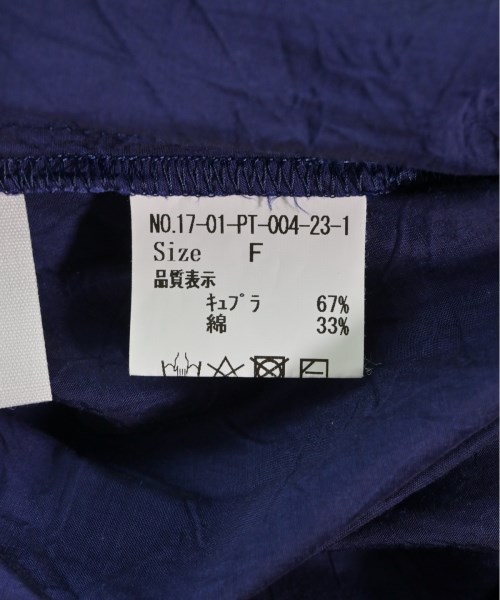 NO.17-01-PT-004-23-1
Size F
品質表示
ｷｭﾌﾟﾗ 67%
綿 33%